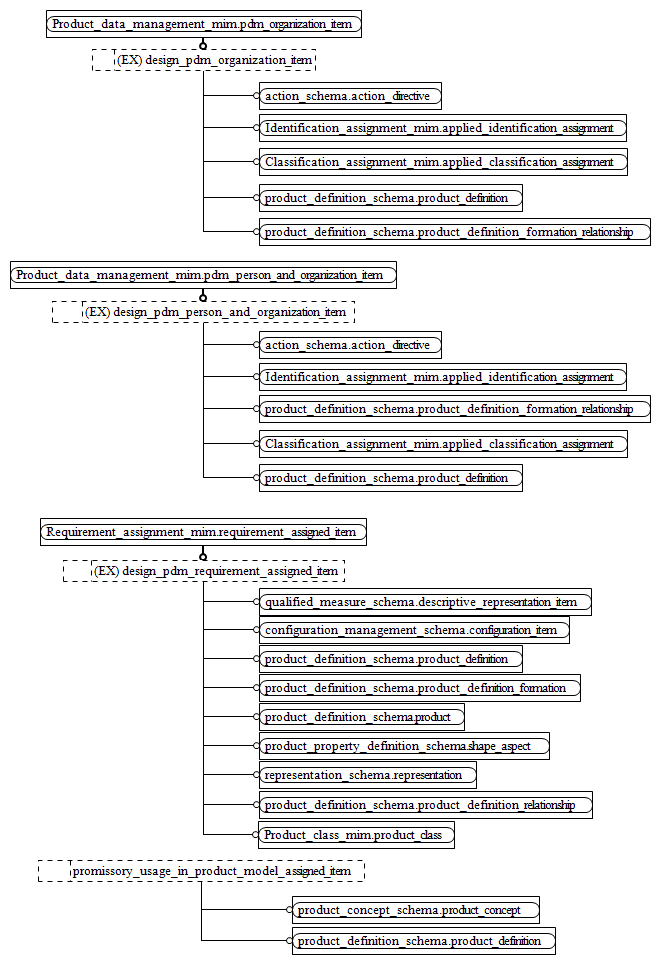 Product_data_management_mim.pdm_organization_item
(EX) design_pdm_organization_item
action_schema.action_directive
Identification_assignment_mim.applied_identification_assignment
Classification_assignment_mim.applied_classification_assignment
product_definition_schema.product_definition
product_definition_schema.product_definition_formation_relationship
Product_data_management_mim.pdm_person_and_organization_item
(EX) design_pdm_person_and_organization_item
action_schema.action_directive
Identification_assignment_mim.applied_identification_assignment
product_definition_schema.product_definition_formation_relationship
Classification_assignment_mim.applied_classification_assignment
product_definition_schema.product_definition
Requirement_assignment_mim.requirement_assigned_item
(EX) design_pdm_requirement_assigned_item
qualified_measure_schema.descriptive_representation_item
configuration_management_schema.configuration_item
product_definition_schema.product_definition
product_definition_schema.product_definition_formation
product_definition_schema.product
product_property_definition_schema.shape_aspect
representation_schema.representation
product_definition_schema.product_definition_relationship
Product_class_mim.product_class
promissory_usage_in_product_model_assigned_item
product_concept_schema.product_concept
product_definition_schema.product_definition